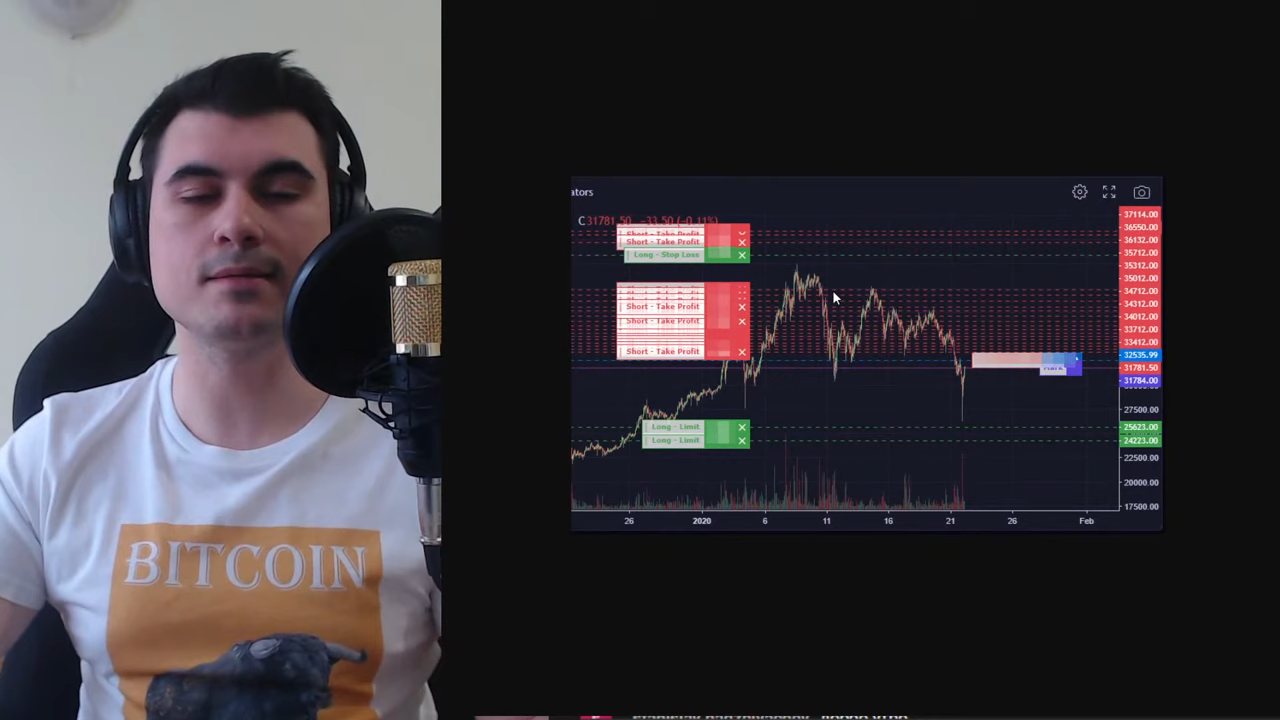 ators
C 31781.50 −33.50 (−0.11%)
Short - Take Profit
Short - Take Profit
Long - Stop Loss
Short - Take Profit
Short - Take Profit
Short - Take Profit
Long - Limit
Long - Limit
37114.00
36550.00
36132.00
35712.00
35312.00
35012.00
34712.00
34312.00
34012.00
33712.00
33412.00
32535.99
31781.50
31784.00
27500.00
25623.00
24223.00
22500.00
20000.00
17500.00
26
2020
6
11
16
21
26
Feb
BITCOIN